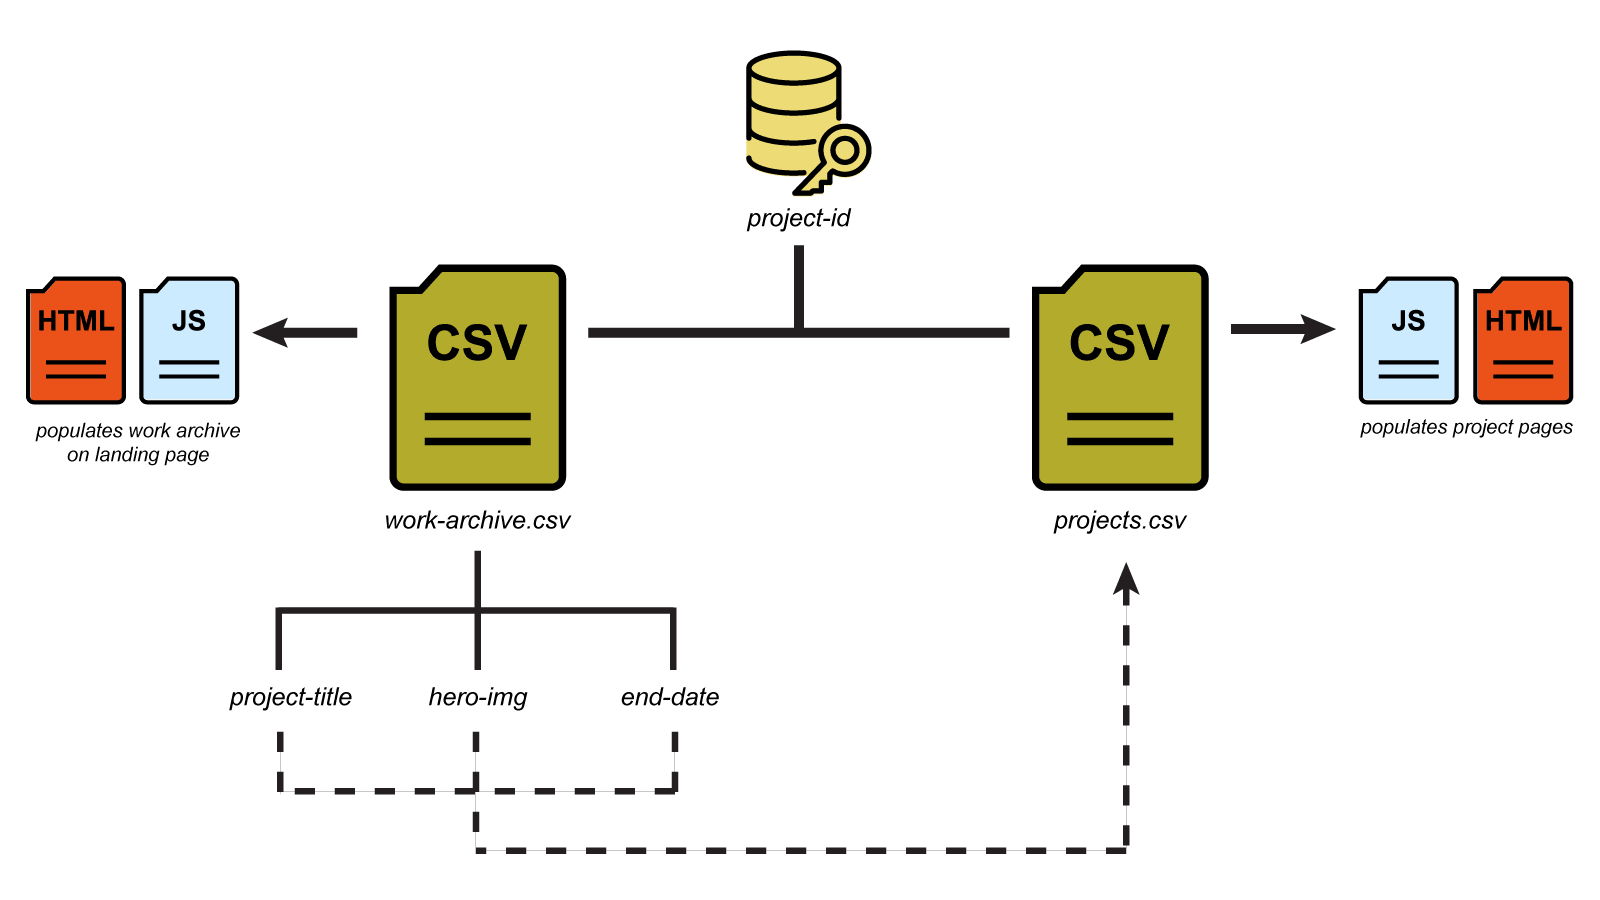 project-id
HTML
JS
CSV
CSV
JS
HTML
populates work archive
on landing page
populates project pages
work-archive.csv
projects.csv
project-title
hero-img
end-date